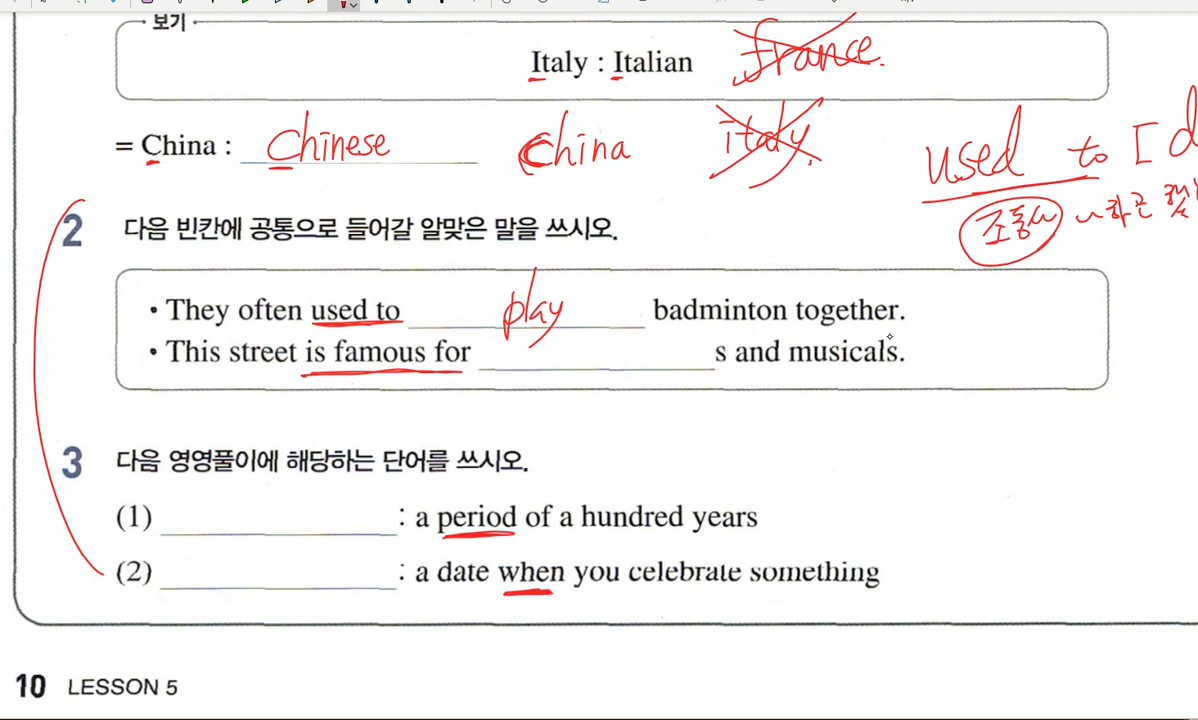 보기
Italy : Italian france.
= China : Chinese China italy.
used to [ d
조동사 ~하곤 했
2 다음 빈칸에 공통으로 들어갈 알맞은 말을 쓰시오.
• They often used to play badminton together.
• This street is famous for s and musicals.
3 다음 영영풀이에 해당하는 단어를 쓰시오.
(1) : a period of a hundred years
(2) : a date when you celebrate something
10 LESSON 5